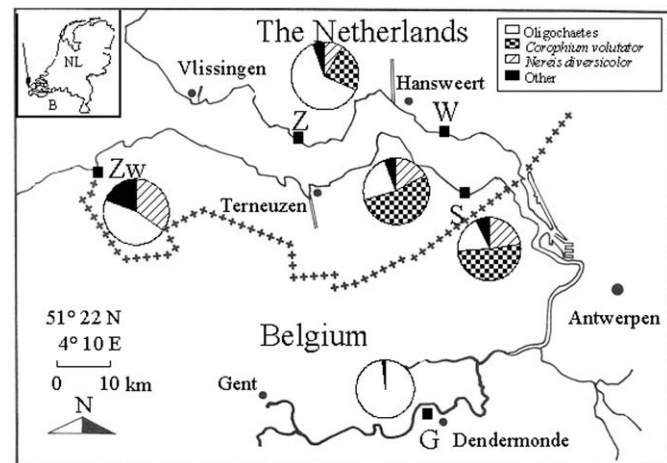 NL
B
The Netherlands
Oligochaetes
Corophium volutator
Nereis diversicolor
Other
Vlissingen
Hansweert
Z
W
Zw
Terneuzen
S
51° 22 N
4° 10 E
0 10 km
N
Antwerpen
Belgium
Gent
G
Dendermonde